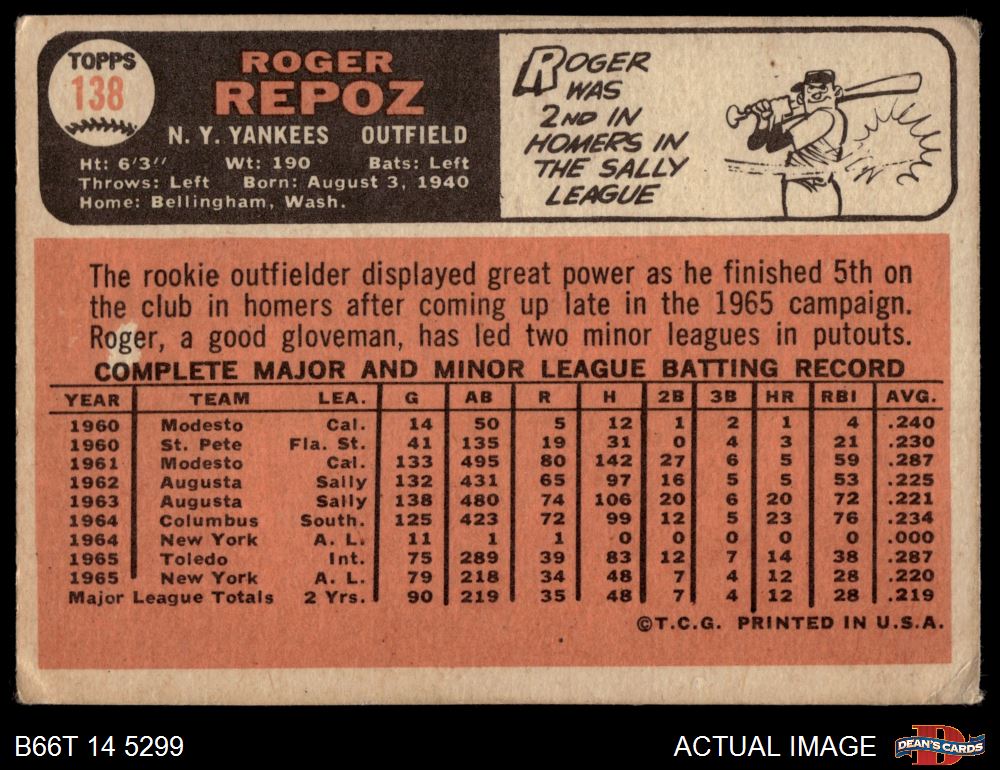 TOPPS
138
ROGER
REPOZ
N. Y. YANKEES OUTFIELD
Ht: 6'3" Wt: 190 Bats: Left
Throws: Left Born: August 3, 1940
Home: Bellingham, Wash.
ROGER
WAS
2ND IN
HOMERS IN
THE SALLY
LEAGUE
The rookie outfielder displayed great power as he finished 5th on
the club in homers after coming up late in the 1965 campaign.
Roger, a good gloveman, has led two minor leagues in putouts.
COMPLETE MAJOR AND MINOR LEAGUE BATTING RECORD
YEAR TEAM LEA. G AB R H 2B 3B HR RBI AVG.
1960 Modesto Cal. 14 50 5 12 1 2 1 4 .240
1960 St. Pete Fla. St. 41 135 19 31 0 4 3 21 .230
1961 Modesto Cal. 133 495 80 142 27 6 5 59 .287
1962 Augusta Sally 132 431 65 97 16 5 5 53 .225
1963 Augusta Sally 138 480 74 106 20 6 20 72 .221
1964 Columbus South. 125 423 72 99 12 5 23 76 .234
1964 New York A. L. 11 1 1 0 0 0 0 0 .000
1965 Toledo Int. 75 289 39 83 12 7 14 38 .287
1965 New York A. L. 79 218 34 48 7 4 12 28 .220
Major League Totals 2 Yrs. 90 219 35 48 7 4 12 28 .219
©T.C.G. PRINTED IN U.S.A.
B66T 14 5299
ACTUAL IMAGE
D
DEAN'S CARDS